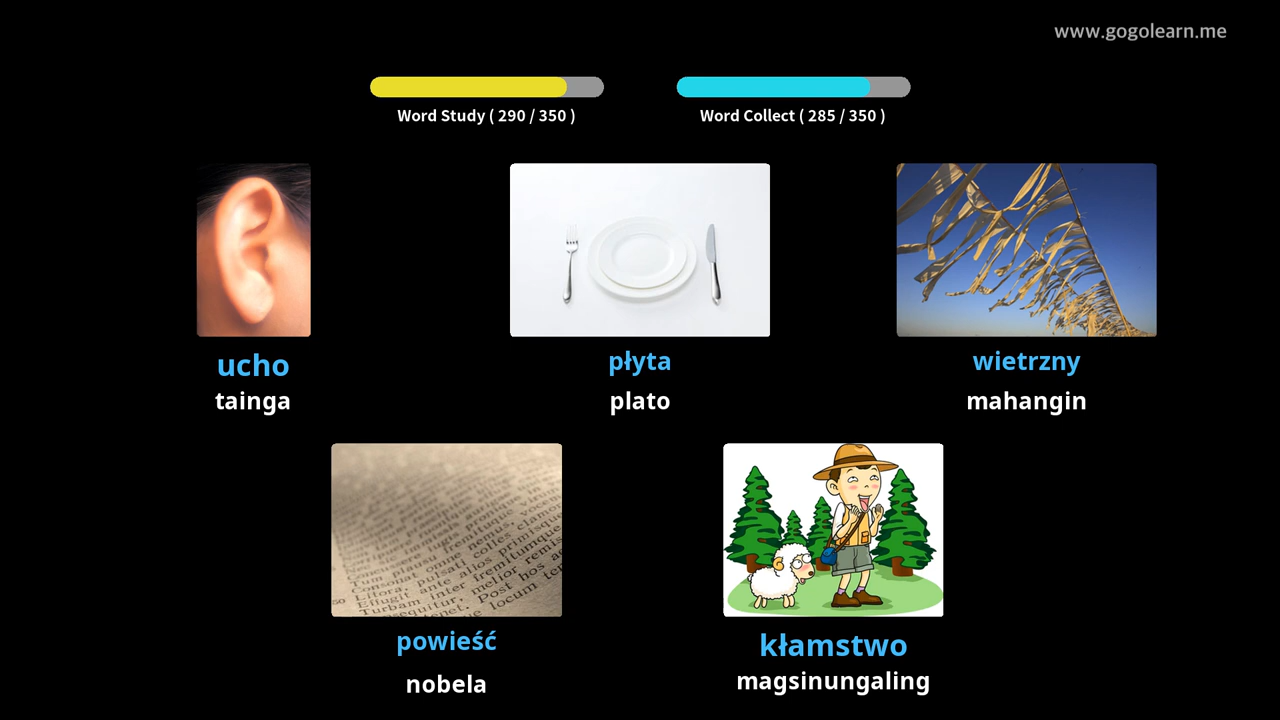 www.gogolearn.me
Word Study ( 290 / 350 )
Word Collect ( 285 / 350 )
ucho
tainga
płyta
plato
wietrzny
mahangin
powieść
nobela
kłamstwo
magsinungaling